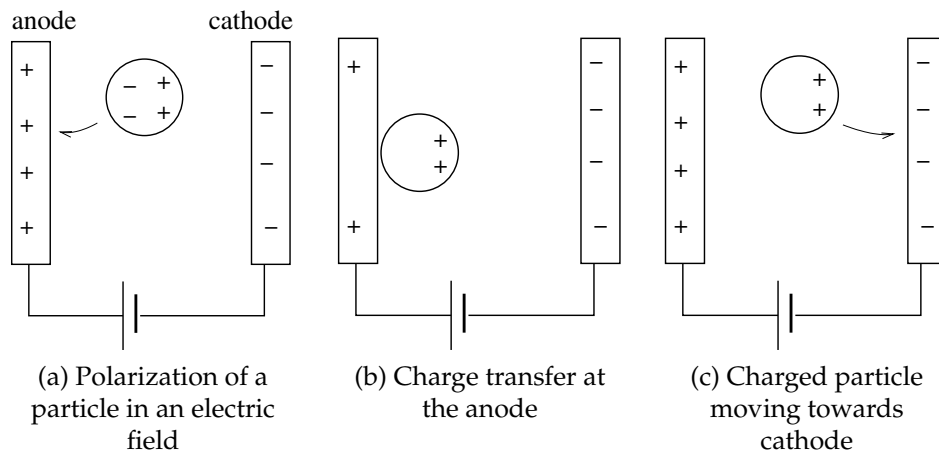 anode cathode
(a) Polarization of a
particle in an electric
field
(b) Charge transfer at
the anode
(c) Charged particle
moving towards
cathode